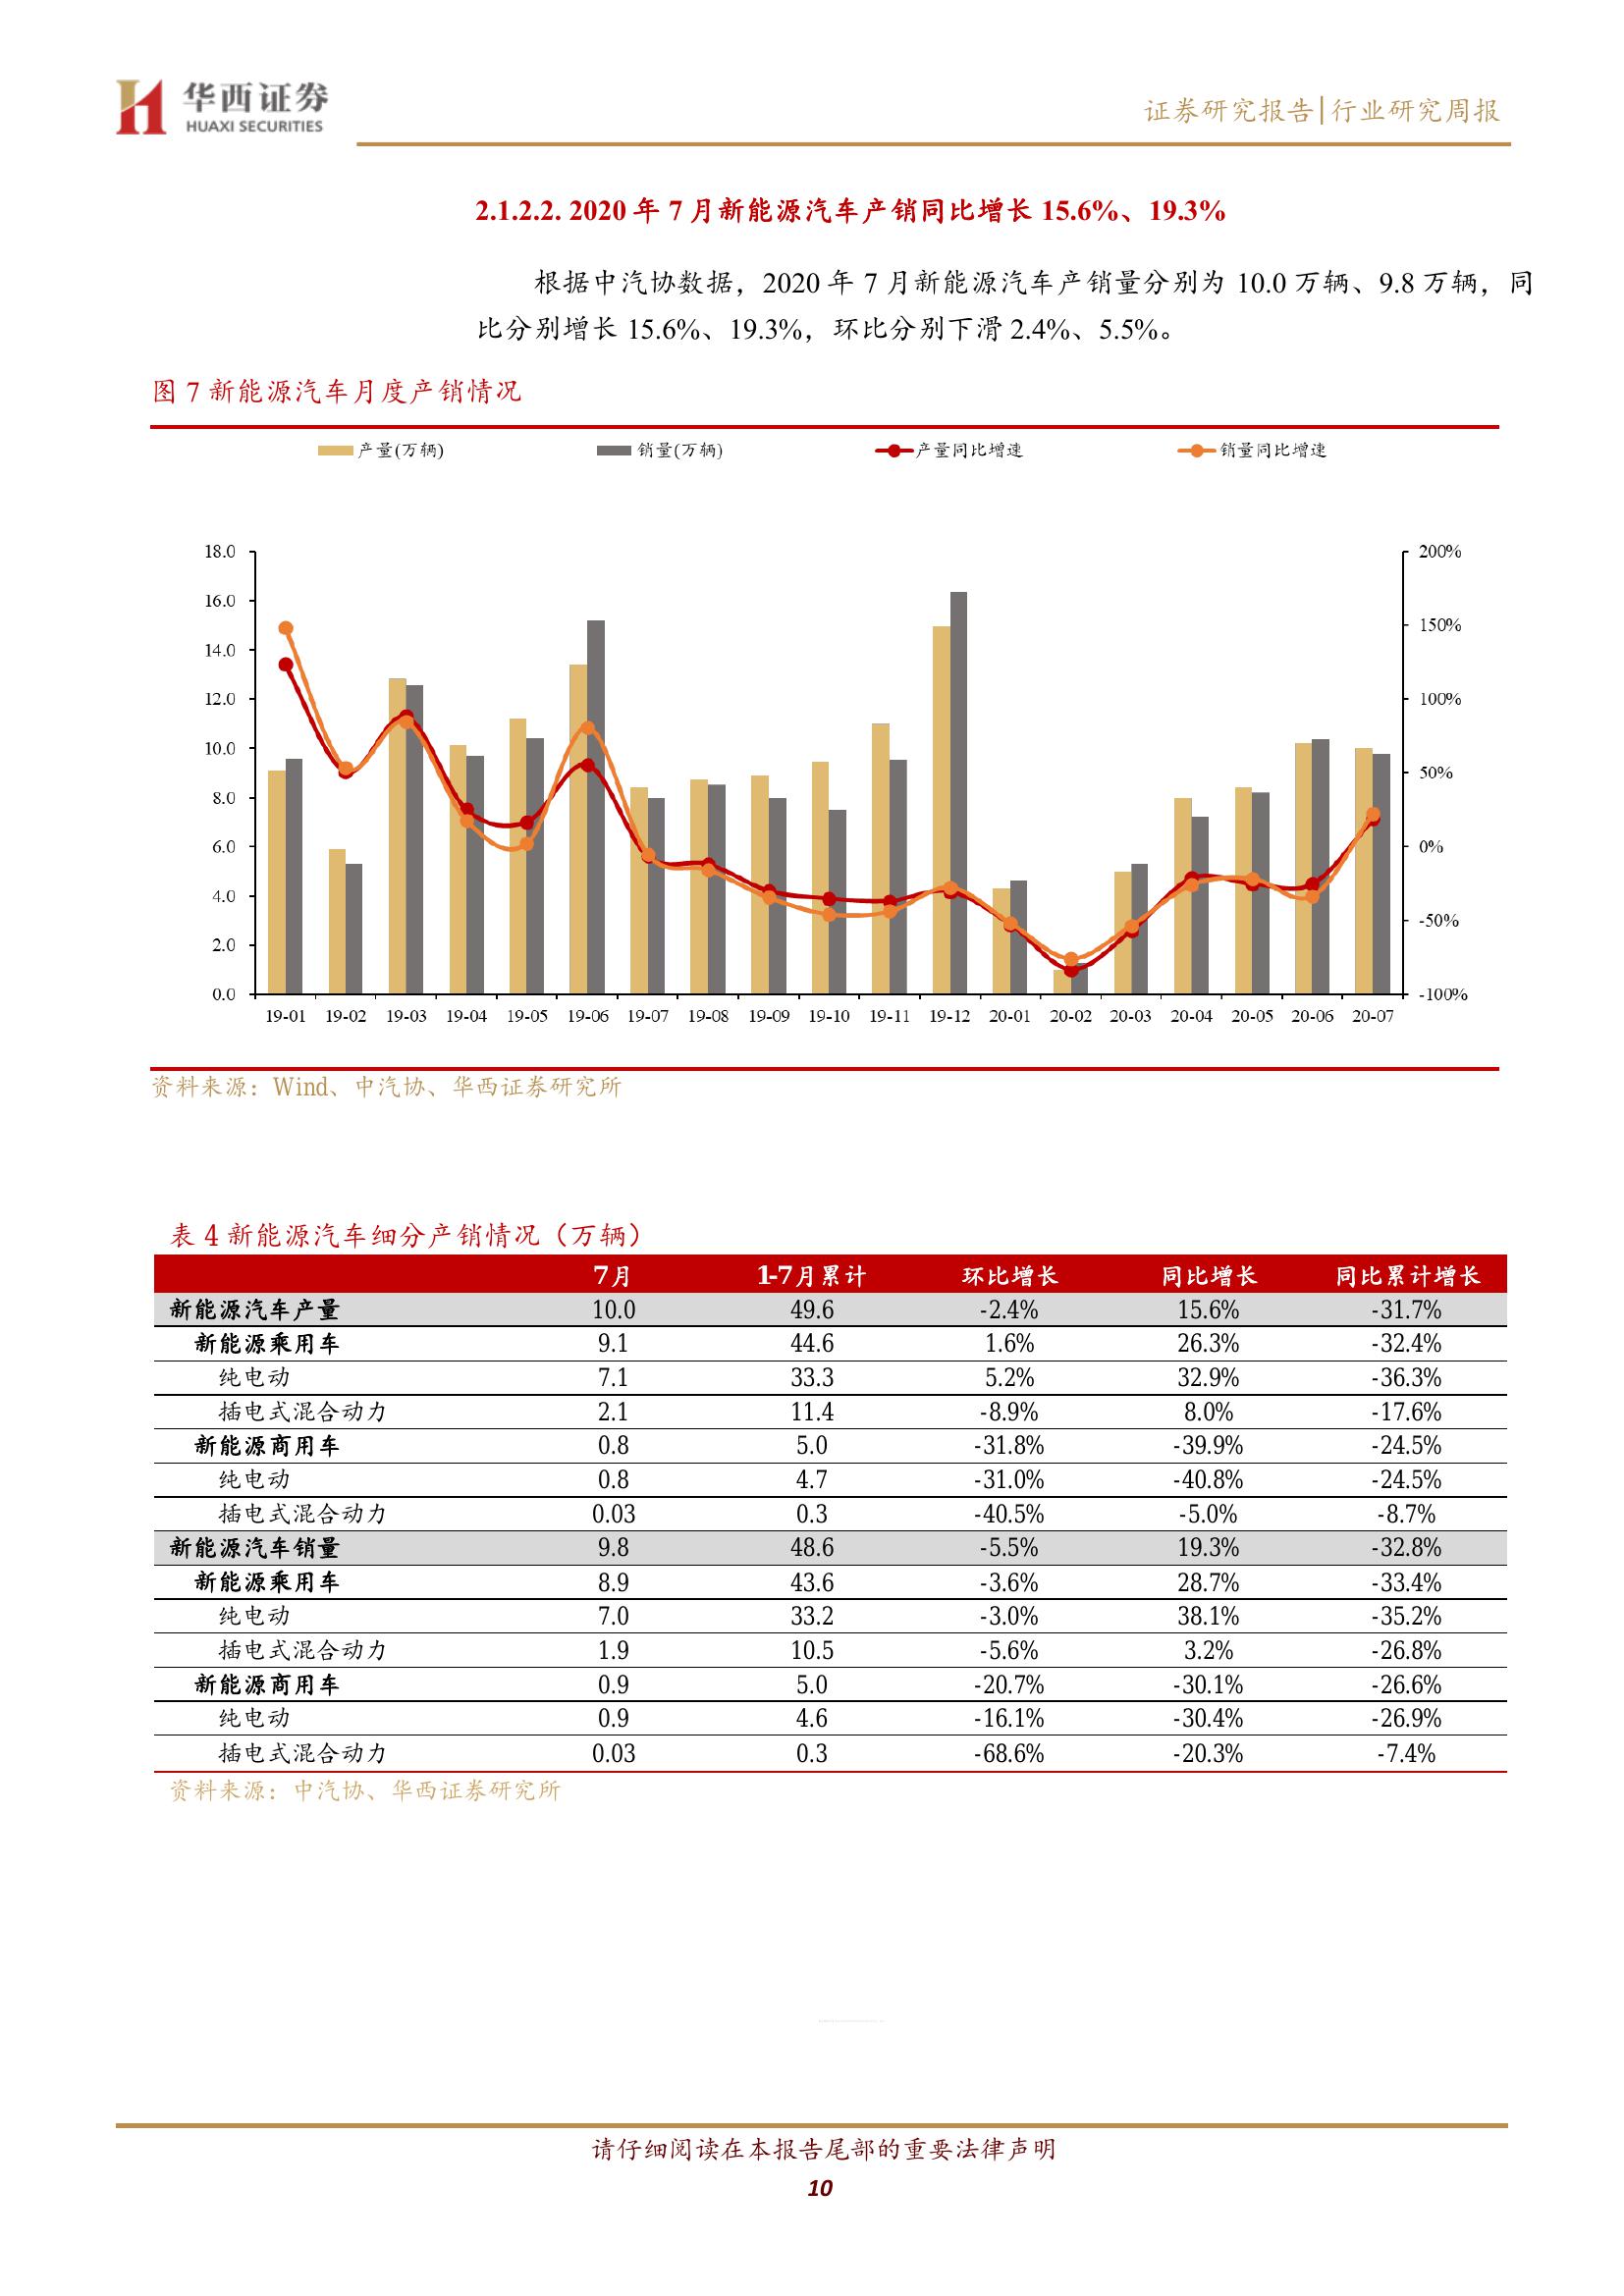 华西证券
HUAXI SECURITIES
证券研究报告|行业研究周报
2.1.2.2. 2020 年 7 月新能源汽车产销同比增长 15.6%、19.3%
根据中汽协数据，2020 年 7 月新能源汽车产销量分别为 10.0 万辆、9.8 万辆，同
比分别增长 15.6%、19.3%，环比分别下滑 2.4%、5.5%。
图 7 新能源汽车月度产销情况
产量(万辆) 销量(万辆) 产量同比增速 销量同比增速
18.0 200%
16.0
150%
14.0
12.0 100%
10.0
50%
8.0
6.0 0%
4.0
-50%
2.0
0.0 -100%
19-01 19-02 19-03 19-04 19-05 19-06 19-07 19-08 19-09 19-10 19-11 19-12 20-01 20-02 20-03 20-04 20-05 20-06 20-07
资料来源：Wind、中汽协、华西证券研究所
表 4 新能源汽车细分产销情况（万辆）
7月 1-7月累计 环比增长 同比增长 同比累计增长
新能源汽车产量 10.0 49.6 -2.4% 15.6% -31.7%
新能源乘用车 9.1 44.6 1.6% 26.3% -32.4%
纯电动 7.1 33.3 5.2% 32.9% -36.3%
插电式混合动力 2.1 11.4 -8.9% 8.0% -17.6%
新能源商用车 0.8 5.0 -31.8% -39.9% -24.5%
纯电动 0.8 4.7 -31.0% -40.8% -24.5%
插电式混合动力 0.03 0.3 -40.5% -5.0% -8.7%
新能源汽车销量 9.8 48.6 -5.5% 19.3% -32.8%
新能源乘用车 8.9 43.6 -3.6% 28.7% -33.4%
纯电动 7.0 33.2 -3.0% 38.1% -35.2%
插电式混合动力 1.9 10.5 -5.6% 3.2% -26.8%
新能源商用车 0.9 5.0 -20.7% -30.1% -26.6%
纯电动 0.9 4.6 -16.1% -30.4% -26.9%
插电式混合动力 0.03 0.3 -68.6% -20.3% -7.4%
资料来源：中汽协、华西证券研究所
请仔细阅读在本报告尾部的重要法律声明
10